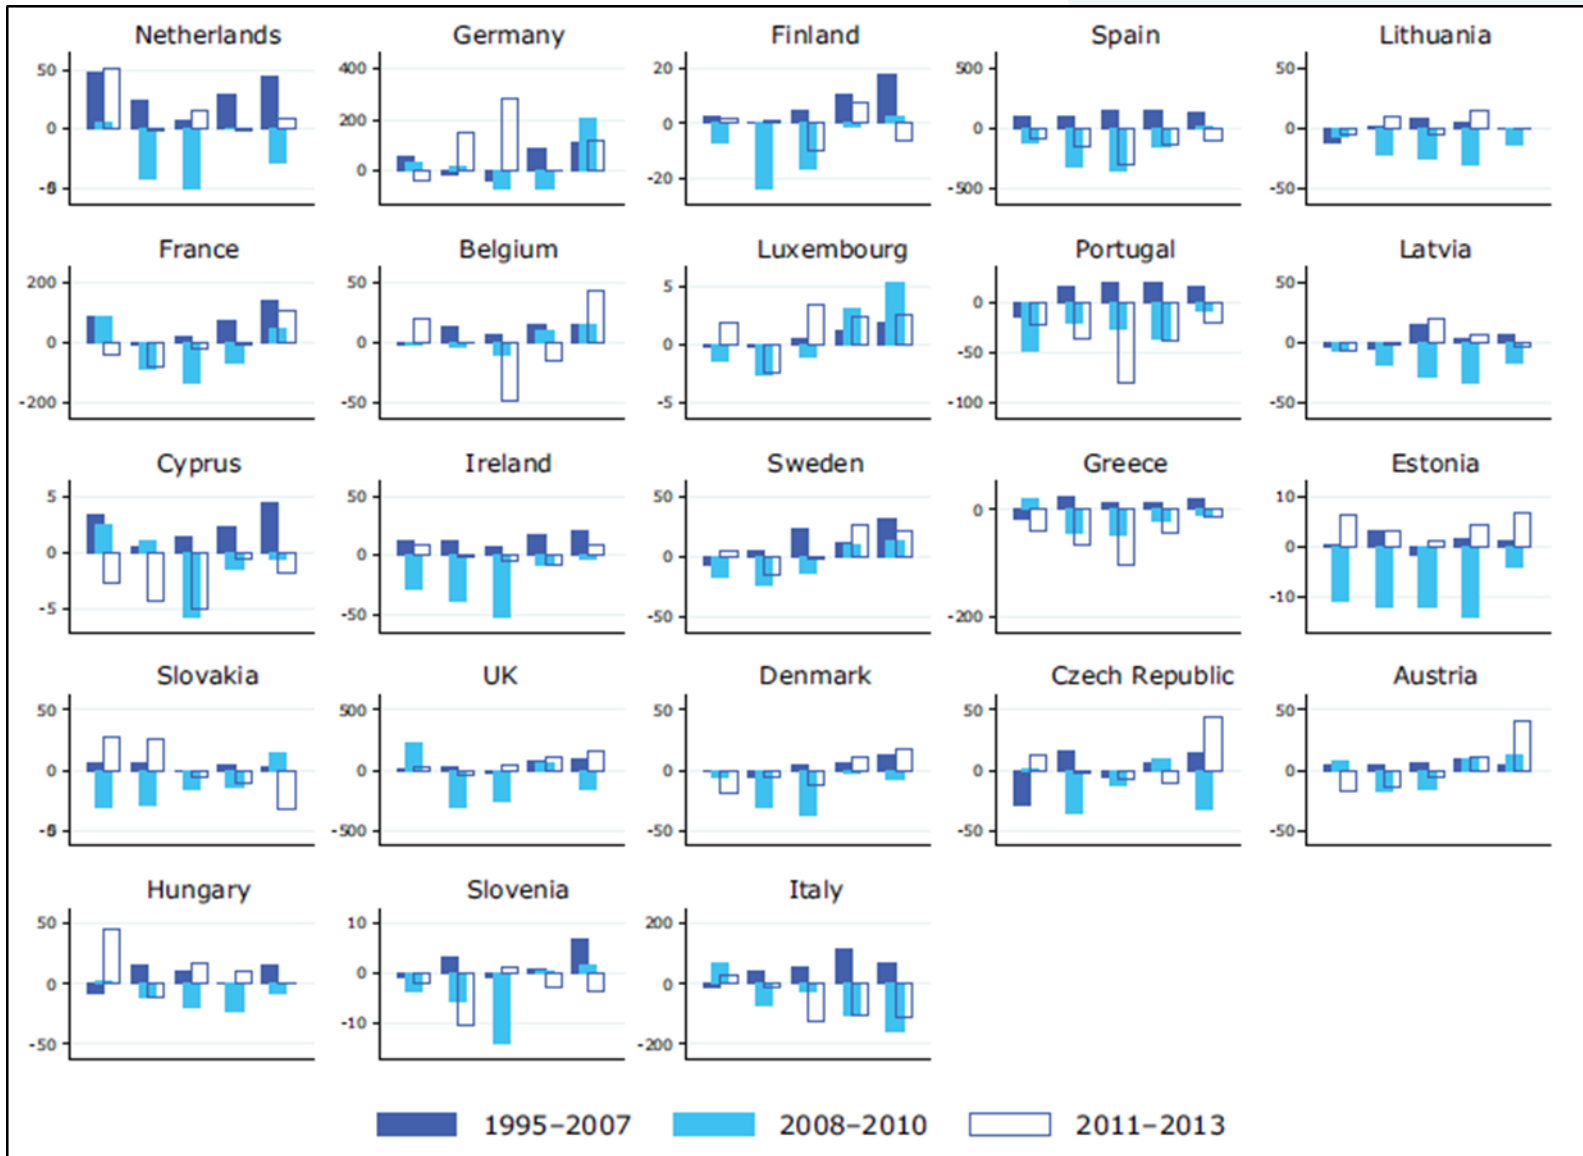 Netherlands Germany Finland Spain Lithuania
50 400 20 500 50
0 200 0 0 0
0 -20 -500 -50
France Belgium Luxembourg Portugal Latvia
200 50 5 0 50
0 0 0 -50 0
-200 -50 -5 -100 -50
Cyprus Ireland Sweden Greece Estonia
5 50 50 0 10
0 0 0 0
-5 -50 -50 -200 -10
Slovakia UK Denmark Czech Republic Austria
50 500 50 50 50
0 0 0 0 0
-500 -50 -50 -50
Hungary Slovenia Italy
50 10 200
0 0 0
-50 -10 -200
1995–2007 2008–2010 2011–2013